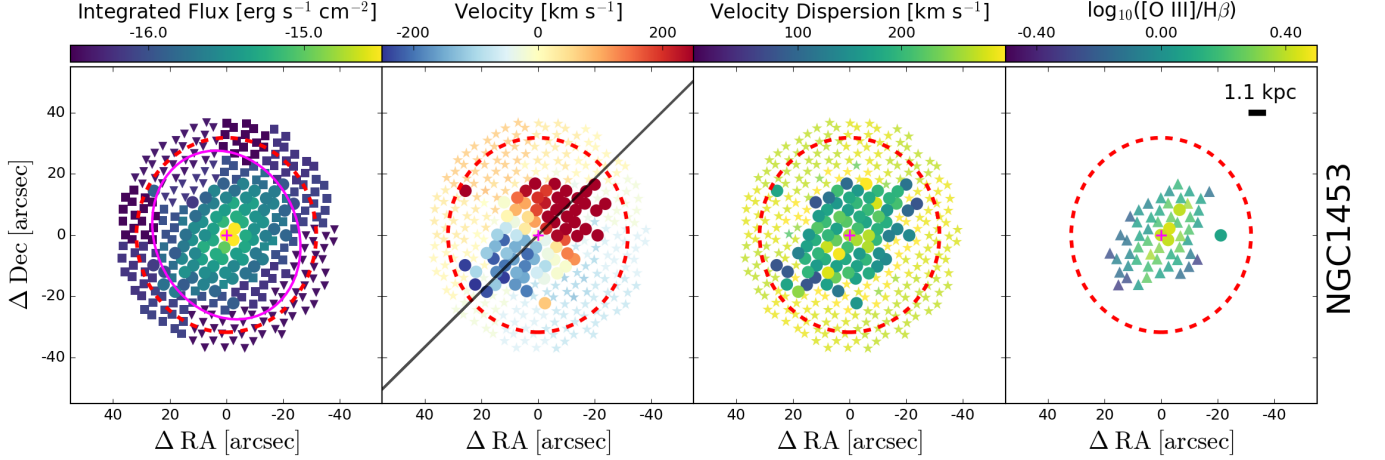 Integrated Flux [erg s⁻¹ cm⁻²]
Velocity [km s⁻¹]
Velocity Dispersion [km s⁻¹]
log₁₀([O III]/Hβ)
-16.0 -15.0
-200 0 200
100 200
-0.40 0.00 0.40
40
20
0
-20
-40
Δ Dec [arcsec]
1.1 kpc
NGC1453
40 20 0 -20 -40
40 20 0 -20 -40
40 20 0 -20 -40
40 20 0 -20 -40
Δ RA [arcsec]
Δ RA [arcsec]
Δ RA [arcsec]
Δ RA [arcsec]